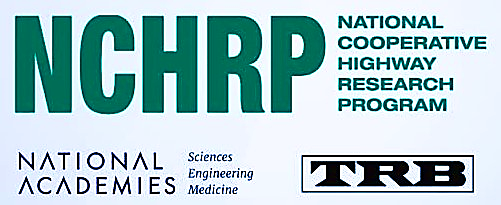 NCHRP
NATIONAL
COOPERATIVE
HIGHWAY
RESEARCH
PROGRAM
NATIONAL
ACADEMIES
Sciences
Engineering
Medicine
TRB